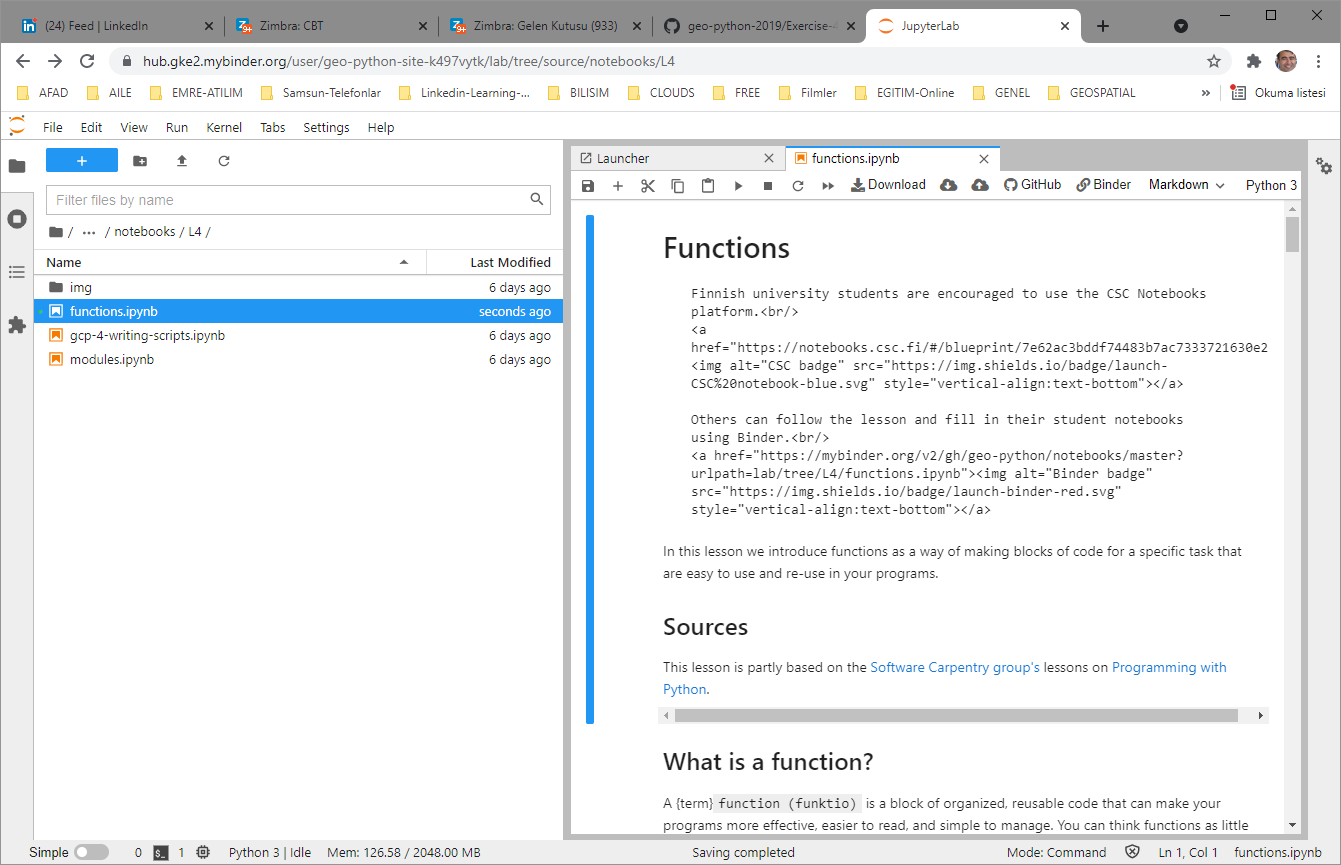 (24) Feed | LinkedIn
Zimbra: CBT
Zimbra: Gelen Kutusu (933)
geo-python-2019/Exercise-4
JupyterLab
hub.gke2.mybinder.org/user/geo-python-site-k497vytk/lab/tree/source/notebooks/L4
AFAD AILE EMRE-ATILIM Samsun-Telefonlar Linkedin-Learning-... BILISIM CLOUDS FREE Filmler EGITIM-Online GENEL GEOSPATIAL » Okuma listesi
File Edit View Run Kernel Tabs Settings Help
+
Filter files by name
/ ... / notebooks / L4 /
Name Last Modified
img 6 days ago
functions.ipynb seconds ago
gcp-4-writing-scripts.ipynb 6 days ago
modules.ipynb 6 days ago
Launcher
functions.ipynb
Download GitHub Binder Markdown Python 3
Functions
Finnish university students are encouraged to use the CSC Notebooks
platform.<br/>
<a
href="https://notebooks.csc.fi/#/blueprint/7e62ac3bddf74483b7ac7333721630e2
<img alt="CSC badge" src="https://img.shields.io/badge/launch-
CSC%20notebook-blue.svg" style="vertical-align:text-bottom"></a>
Others can follow the lesson and fill in their student notebooks
using Binder.<br/>
<a href="https://mybinder.org/v2/gh/geo-python/notebooks/master?
urlpath=lab/tree/L4/functions.ipynb"><img alt="Binder badge"
src="https://img.shields.io/badge/launch-binder-red.svg"
style="vertical-align:text-bottom"></a>
In this lesson we introduce functions as a way of making blocks of code for a specific task that
are easy to use and re-use in your programs.
Sources
This lesson is partly based on the Software Carpentry group's lessons on Programming with
Python.
What is a function?
A {term} function (funktio) is a block of organized, reusable code that can make your
programs more effective, easier to read, and simple to manage. You can think functions as little
Simple 0 1 Python 3 | Idle Mem: 126.58 / 2048.00 MB Saving completed Mode: Command Ln 1, Col 1 functions.ipynb